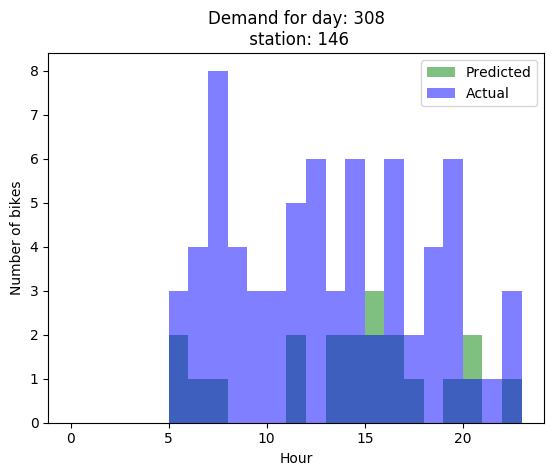 Demand for day: 308
station: 146
Predicted
Actual
Number of bikes
8
7
6
5
4
3
2
1
0
0 5 10 15 20
Hour